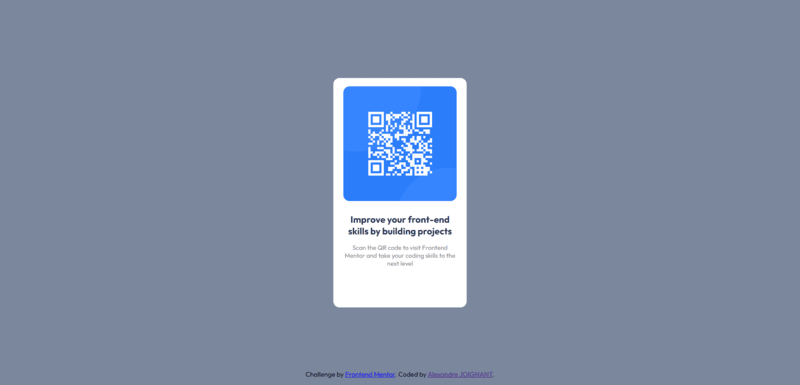 Improve your front-end
skills by building projects
Scan the QR code to visit Frontend
Mentor and take your coding skills to the
next level
Challenge by Frontend Mentor. Coded by Alexandre JOIGNANT.